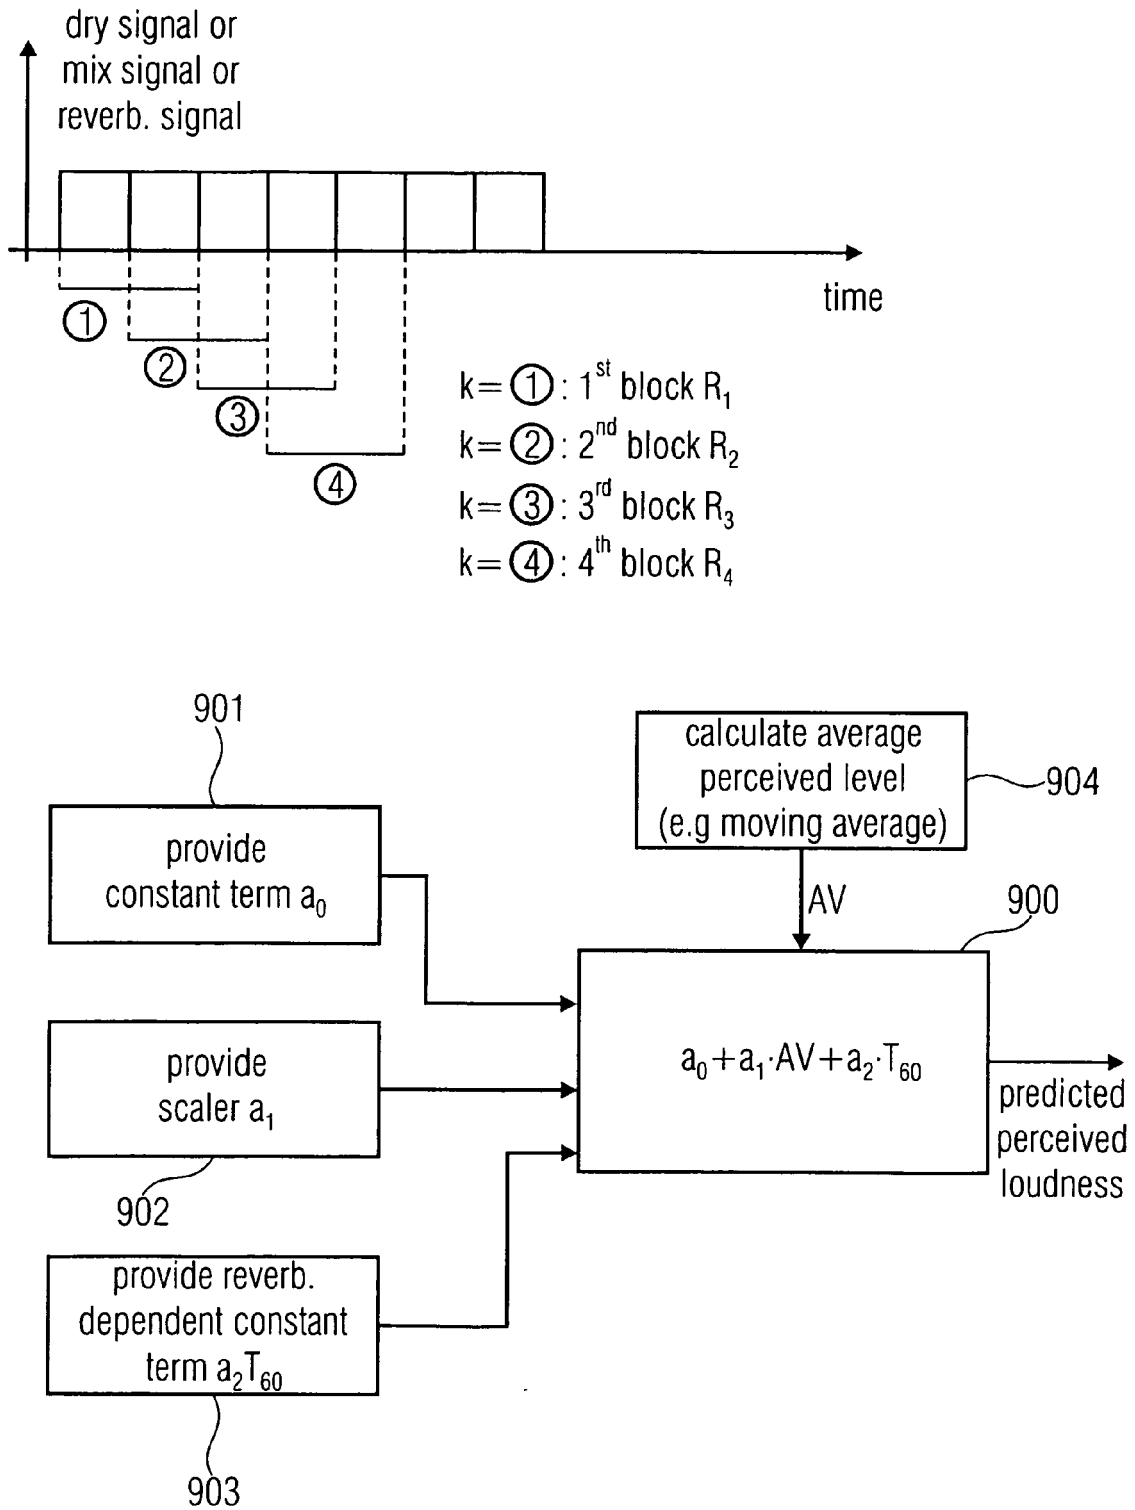 dry signal or
mix signal or
reverb. signal
time
1
2
3
4
k=①: 1st block R1
k=②: 2nd block R2
k=③: 3rd block R3
k=④: 4th block R4
901
provide
constant term a0
calculate average
perceived level
(e.g moving average)
904
AV
900
provide
scaler a1
902
a0+a1·AV+a2·T60
predicted
perceived
loudness
provide reverb.
dependent constant
term a2T60
903